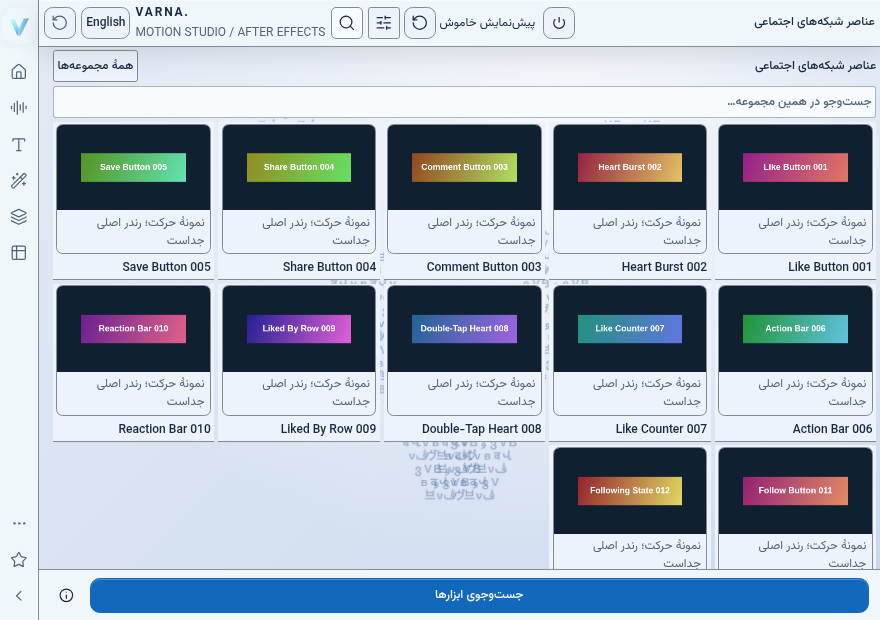 عناصر شبکه‌های اجتماعی
پیش‌نمایش خاموش
VARNA.
MOTION STUDIO / AFTER EFFECTS
English
عناصر شبکه‌های اجتماعی
همهٔ مجموعه‌ها
جست‌وجو در همین مجموعه…
Like Button 001
Heart Burst 002
Comment Button 003
Share Button 004
Save Button 005
نمونهٔ حرکت؛ رندر اصلی
جداست
نمونهٔ حرکت؛ رندر اصلی
جداست
نمونهٔ حرکت؛ رندر اصلی
جداست
نمونهٔ حرکت؛ رندر اصلی
جداست
نمونهٔ حرکت؛ رندر اصلی
جداست
Like Button 001
Heart Burst 002
Comment Button 003
Share Button 004
Save Button 005
Action Bar 006
Like Counter 007
Double-Tap Heart 008
Liked By Row 009
Reaction Bar 010
نمونهٔ حرکت؛ رندر اصلی
جداست
نمونهٔ حرکت؛ رندر اصلی
جداست
نمونهٔ حرکت؛ رندر اصلی
جداست
نمونهٔ حرکت؛ رندر اصلی
جداست
نمونهٔ حرکت؛ رندر اصلی
جداست
Action Bar 006
Like Counter 007
Double-Tap Heart 008
Liked By Row 009
Reaction Bar 010
Follow Button 011
Following State 012
نمونهٔ حرکت؛ رندر اصلی
جداست
نمونهٔ حرکت؛ رندر اصلی
جداست
جست‌وجوی ابزارها